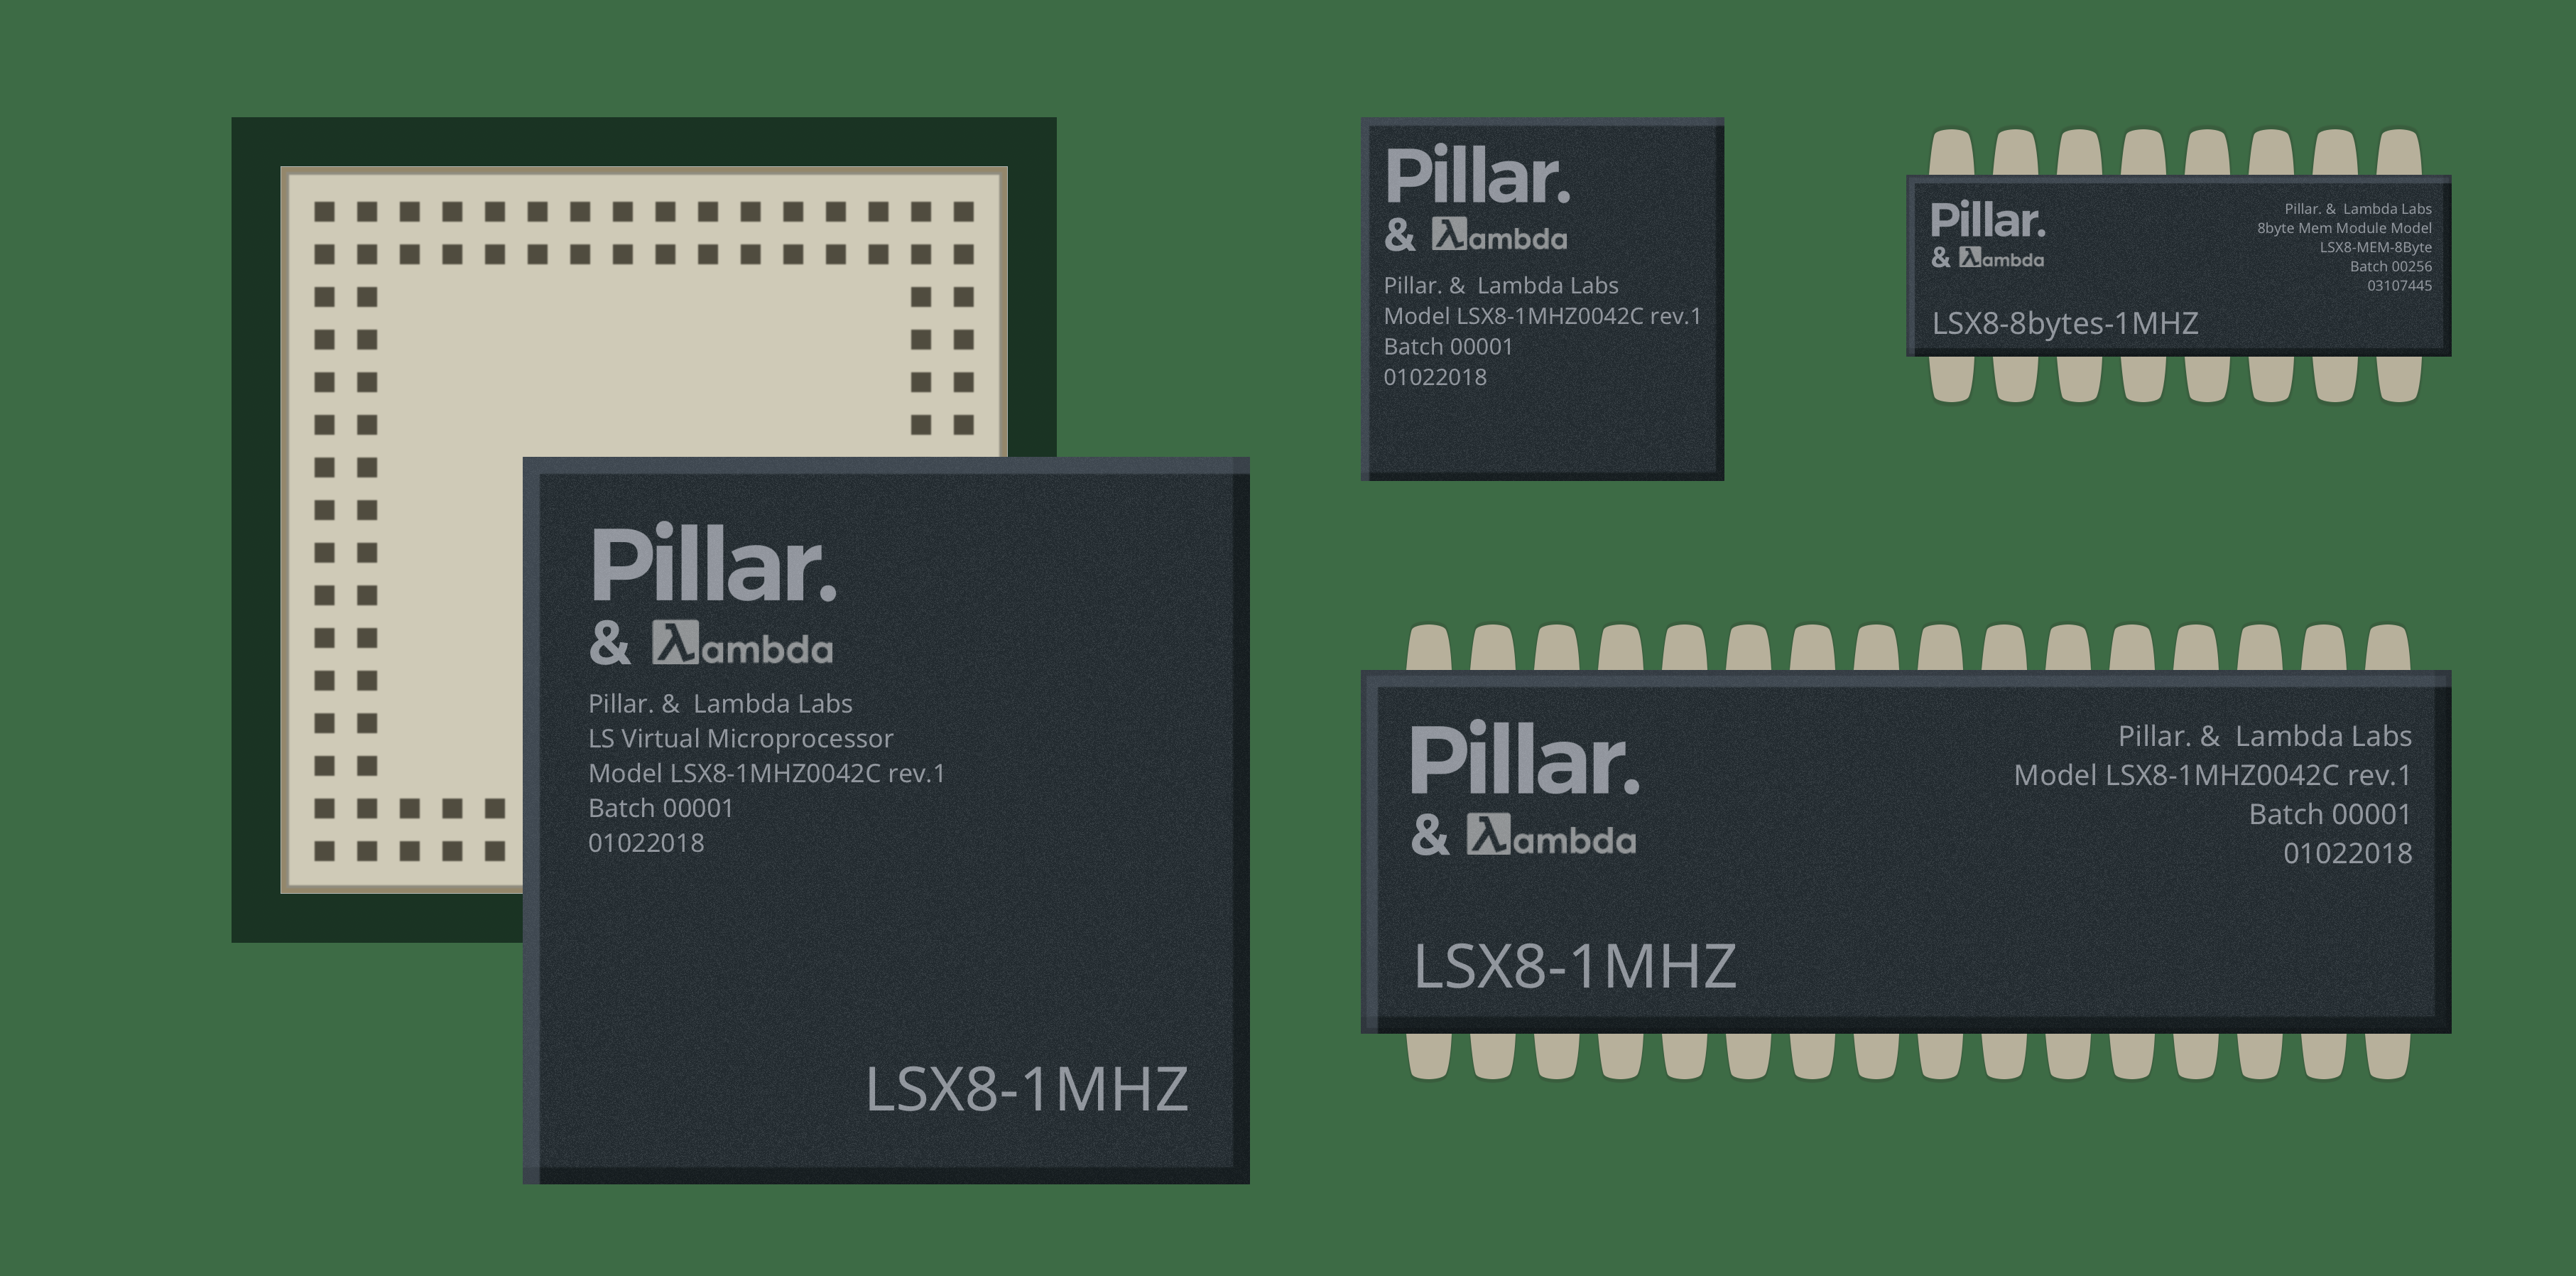 Pillar.
& λambda
Pillar. & Lambda Labs
LS Virtual Microprocessor
Model LSX8-1MHZ0042C rev.1
Batch 00001
01022018
LSX8-1MHZ
Pillar.
& λambda
Pillar. & Lambda Labs
Model LSX8-1MHZ0042C rev.1
Batch 00001
01022018
Pillar.
& λambda
LSX8-8bytes-1MHZ
Pillar. & Lambda Labs
8byte Mem Module Model
LSX8-MEM-8Byte
Batch 00256
03107445
Pillar.
& λambda
LSX8-1MHZ
Pillar. & Lambda Labs
Model LSX8-1MHZ0042C rev.1
Batch 00001
01022018